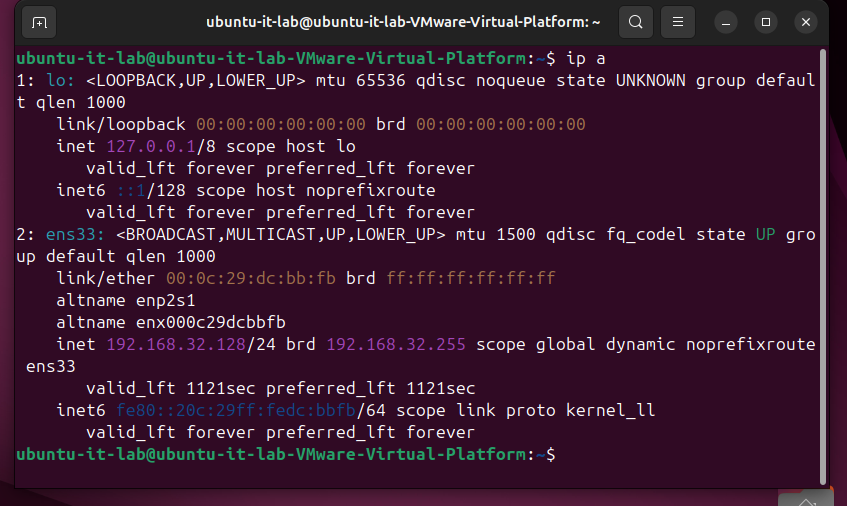 ubuntu-it-lab@ubuntu-it-lab-VMware-Virtual-Platform: ~
ubuntu-it-lab@ubuntu-it-lab-VMware-Virtual-Platform:~$ ip a
1: lo: <LOOPBACK,UP,LOWER_UP> mtu 65536 qdisc noqueue state UNKNOWN group defaul
t qlen 1000
    link/loopback 00:00:00:00:00:00 brd 00:00:00:00:00:00
    inet 127.0.0.1/8 scope host lo
       valid_lft forever preferred_lft forever
    inet6 ::1/128 scope host noprefixroute
       valid_lft forever preferred_lft forever
2: ens33: <BROADCAST,MULTICAST,UP,LOWER_UP> mtu 1500 qdisc fq_codel state UP gro
up default qlen 1000
    link/ether 00:0c:29:dc:bb:fb brd ff:ff:ff:ff:ff:ff
    altname enp2s1
    altname enx000c29dcbbfb
    inet 192.168.32.128/24 brd 192.168.32.255 scope global dynamic noprefixroute
 ens33
       valid_lft 1121sec preferred_lft 1121sec
    inet6 fe80::20c:29ff:fedc:bbfb/64 scope link proto kernel_ll
       valid_lft forever preferred_lft forever
ubuntu-it-lab@ubuntu-it-lab-VMware-Virtual-Platform:~$